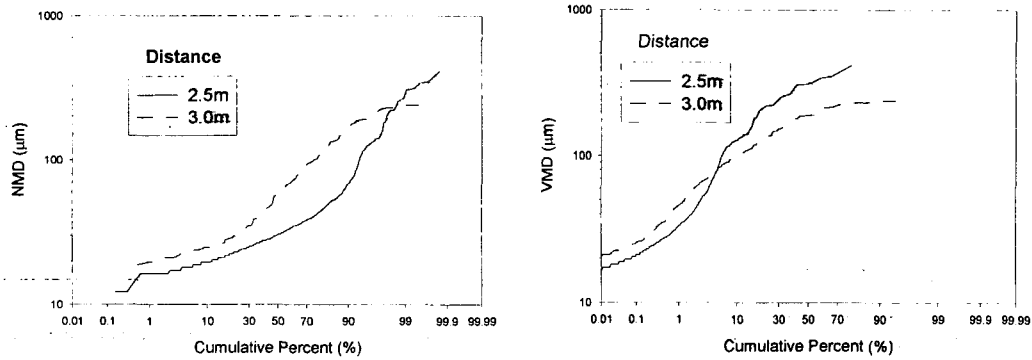 1000
100
10
NMD (μm)
Distance
2.5m
3.0m
0.01 0.1 1 10 30 50 70 90 99 99.9 99.99
Cumulative Percent (%)
1000
100
10
VMD (μm)
Distance
2.5m
3.0m
0.01 0.1 1 10 30 50 70 90 99 99.9 99.99
Cumulative Percent (%)